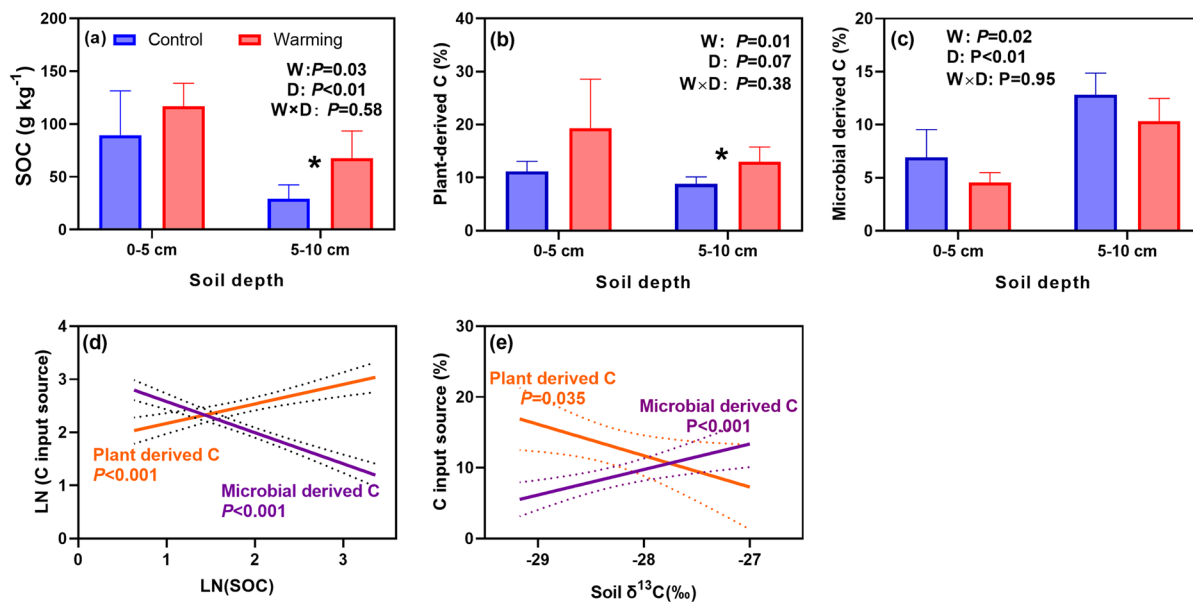 (a)
Control
Warming
W:P=0.03
D: P<0.01
W×D: P=0.58
SOC (g kg-1)
200
150
100
50
0
*
0-5 cm
5-10 cm
Soil depth
(b)
W: P=0.01
D: P=0.07
W×D: P=0.38
Plant-derived C (%)
40
30
20
10
0
*
0-5 cm
5-10 cm
Soil depth
(c)
W: P=0.02
D: P<0.01
W×D: P=0.95
Microbial derived C (%)
20
15
10
5
0
0-5 cm
5-10 cm
Soil depth
(d)
LN (C input source)
4
3
2
1
0
Plant derived C
P<0.001
Microbial derived C
P<0.001
0
1
2
3
LN(SOC)
(e)
C input source (%)
30
20
10
0
Plant derived C
P=0.035
Microbial derived C
P<0.001
-29
-28
-27
Soil δ13C(‰)